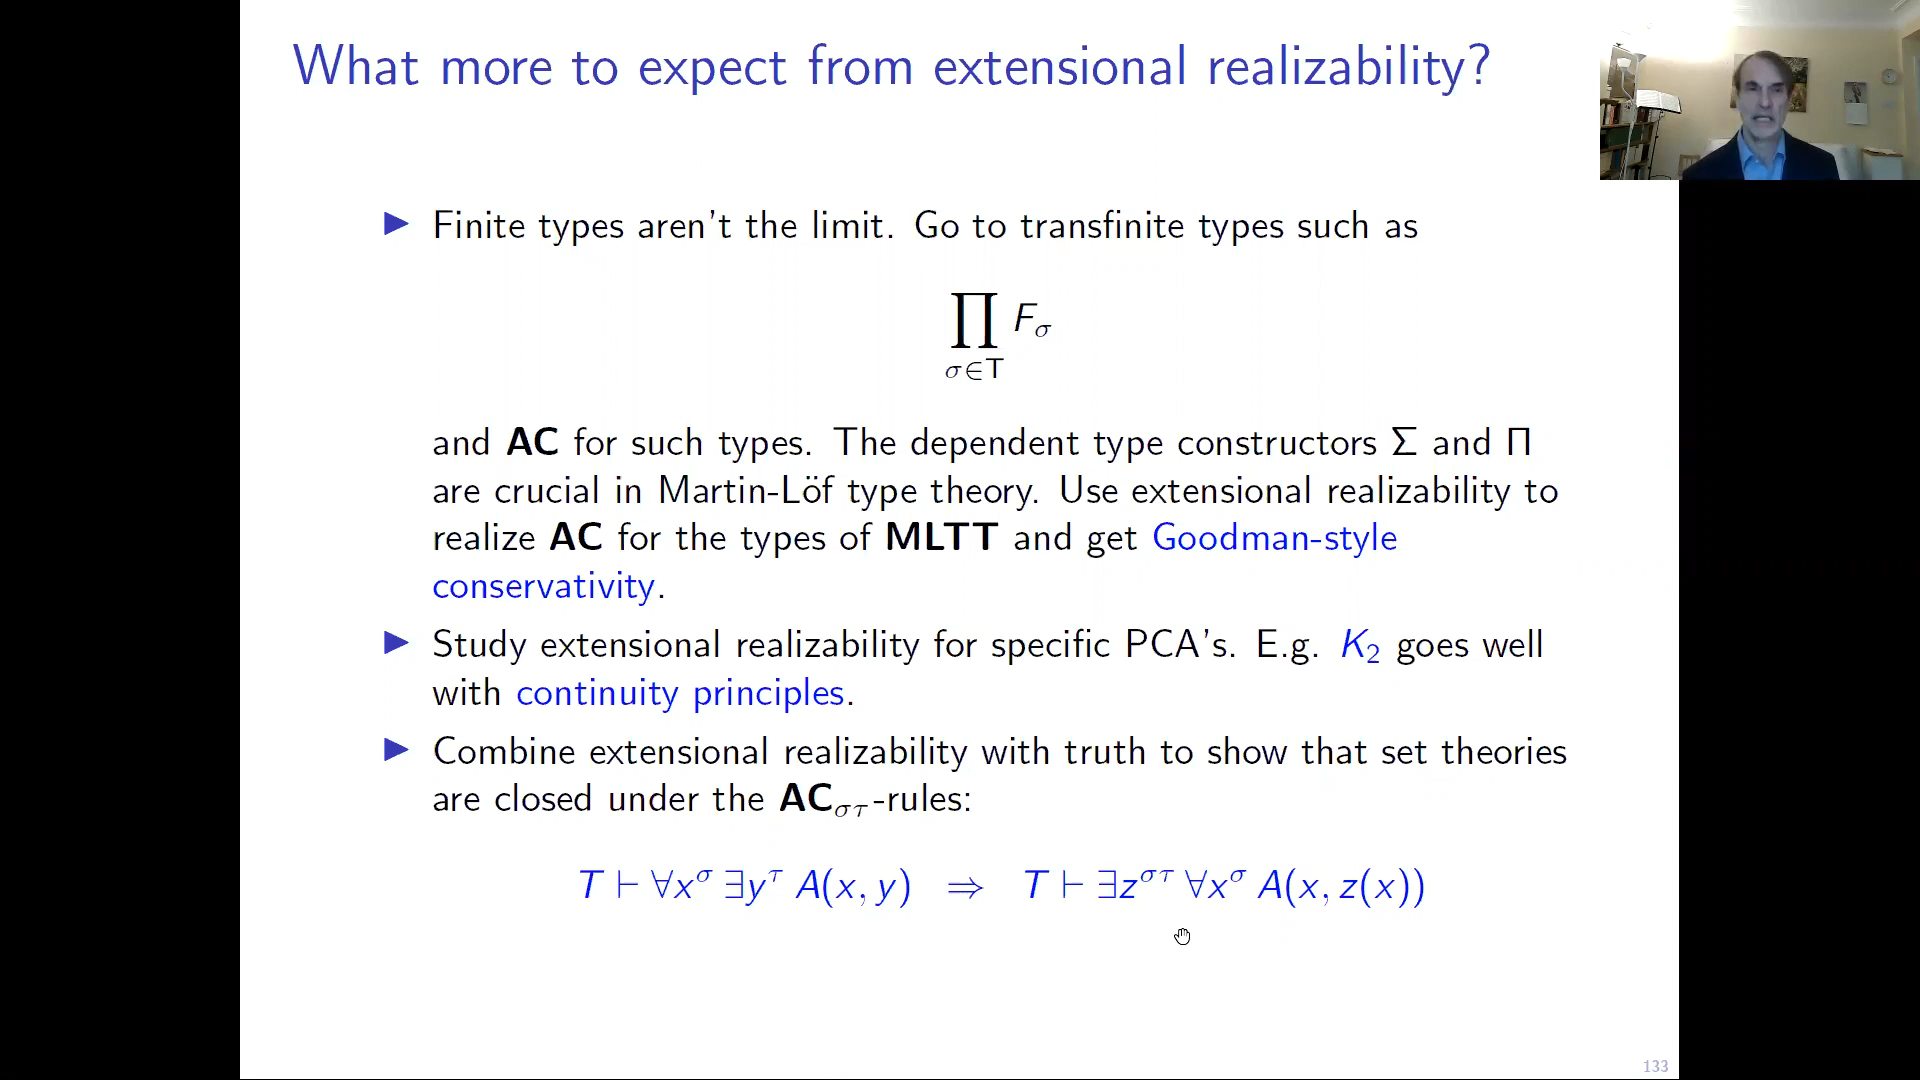 What more to expect from extensional realizability?
▶ Finite types aren't the limit. Go to transfinite types such as
∏ F_σ
σ∈T
and AC for such types. The dependent type constructors Σ and Π
are crucial in Martin-Löf type theory. Use extensional realizability to
realize AC for the types of MLTT and get Goodman-style
conservativity.
▶ Study extensional realizability for specific PCA's. E.g. K₂ goes well
with continuity principles.
▶ Combine extensional realizability with truth to show that set theories
are closed under the AC_στ-rules:
T ⊢ ∀x^σ ∃y^τ A(x, y) ⇒ T ⊢ ∃z^στ ∀x^σ A(x, z(x))
133